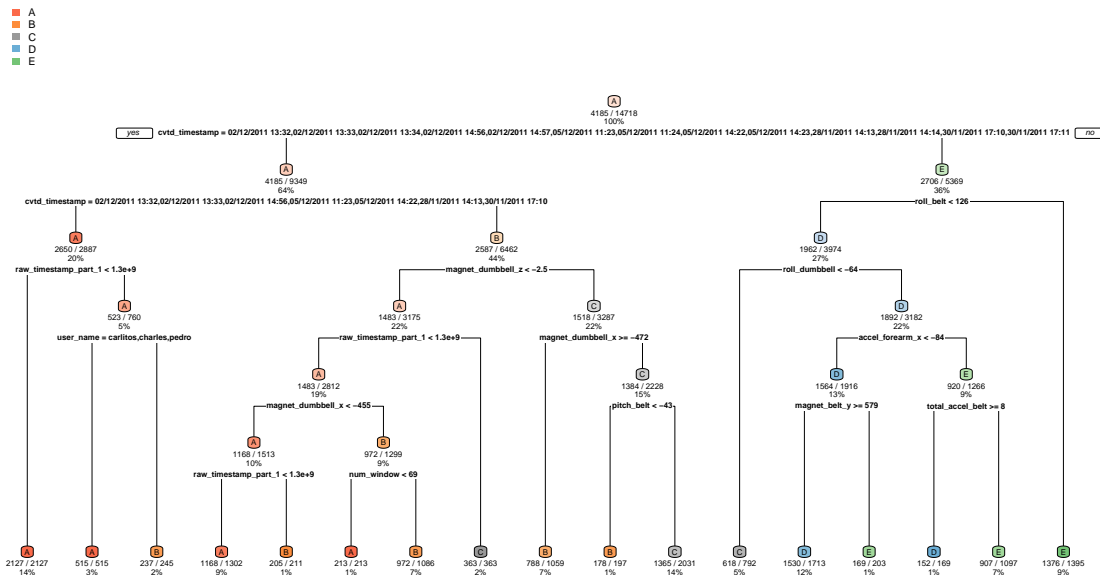 A
B
C
D
E
A
4185 / 14718
100%
yes cvtd_timestamp = 02/12/2011 13:32,02/12/2011 13:33,02/12/2011 13:34,02/12/2011 14:56,02/12/2011 14:57,05/12/2011 11:23,05/12/2011 11:24,05/12/2011 14:22,05/12/2011 14:23,28/11/2011 14:13,28/11/2011 14:14,30/11/2011 17:10,30/11/2011 17:11 no
A E
4185 / 9349 2706 / 5369
64% 36%
cvtd_timestamp = 02/12/2011 13:32,02/12/2011 13:33,02/12/2011 14:56,05/12/2011 11:23,05/12/2011 14:22,28/11/2011 14:13,30/11/2011 17:10 roll_belt < 126
A B D
2650 / 2887 2587 / 6462 1962 / 3974
20% 44% 27%
raw_timestamp_part_1 < 1.3e+9 magnet_dumbbell_z < −2.5 roll_dumbbell < −64
A A C D
523 / 760 1483 / 3175 1518 / 3287 1892 / 3182
5% 22% 22% 22%
user_name = carlitos,charles,pedro raw_timestamp_part_1 < 1.3e+9 magnet_dumbbell_x >= −472 accel_forearm_x < −84
A C D E
1483 / 2812 1384 / 2228 1564 / 1916 920 / 1266
19% 15% 13% 9%
magnet_dumbbell_x < −455 pitch_belt < −43 magnet_belt_y >= 579 total_accel_belt >= 8
A B
1168 / 1513 972 / 1299
10% 9%
raw_timestamp_part_1 < 1.3e+9 num_window < 69
A A B A B A B C B B C C D E D E E
2127 / 2127 515 / 515 237 / 245 1168 / 1302 205 / 211 213 / 213 972 / 1086 363 / 363 788 / 1059 178 / 197 1365 / 2031 618 / 792 1530 / 1713 169 / 203 152 / 169 907 / 1097 1376 / 1395
14% 3% 2% 9% 1% 1% 7% 2% 7% 1% 14% 5% 12% 1% 1% 7% 9%